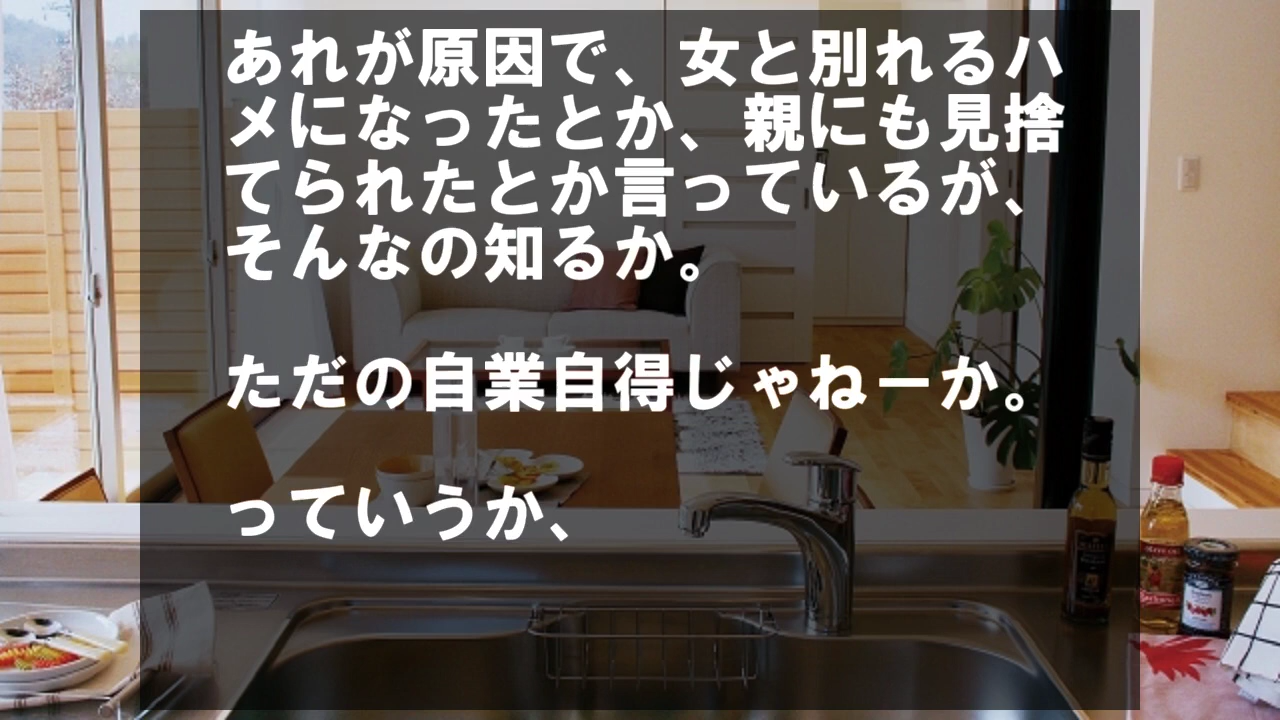 あれが原因で、女と別れるハ
メになったとか、親にも見捨
てられたとか言っているが、
そんなの知るか。
ただの自業自得じゃねーか。
っていうか、